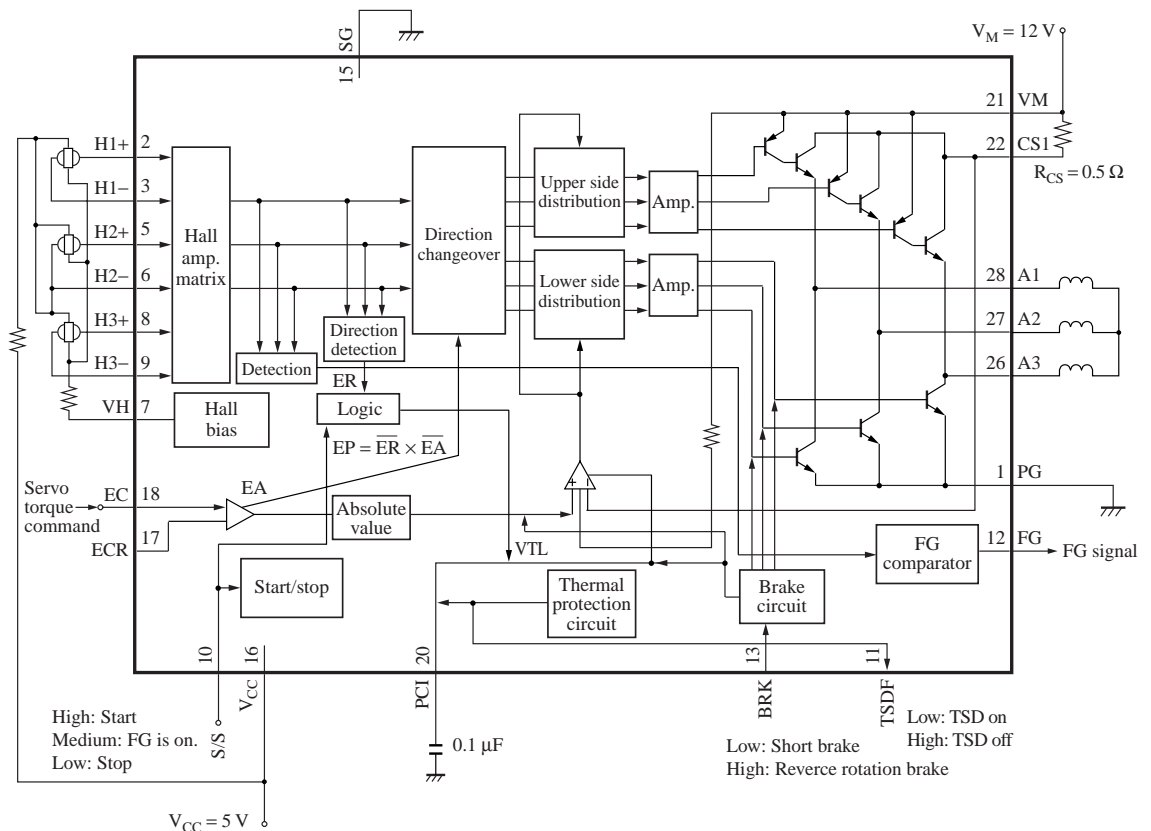 15 SG
V_M = 12 V
21 VM
22 CS1
R_CS = 0.5 Ω
H1+ 2
H1− 3
H2+ 5
H2− 6
H3+ 8
H3− 9
VH 7
Hall
amp.
matrix
Hall
bias
Direction
changeover
Upper side
distribution
Amp.
Lower side
distribution
Amp.
28 A1
27 A2
26 A3
Direction
detection
Detection
ER
Logic
EP = \overline{ER} × \overline{EA}
Servo
torque
command
EC 18
EA
ECR 17
Absolute
value
+
−
VTL
1 PG
12 FG
FG signal
FG
comparator
Start/stop
Thermal
protection
circuit
Brake
circuit
10
16
20
13
11
S/S
V_CC
PCI
BRK
TSDF
High: Start
Medium: FG is on.
Low: Stop
0.1 μF
Low: Short brake
High: Reverce rotation brake
Low: TSD on
High: TSD off
V_CC = 5 V